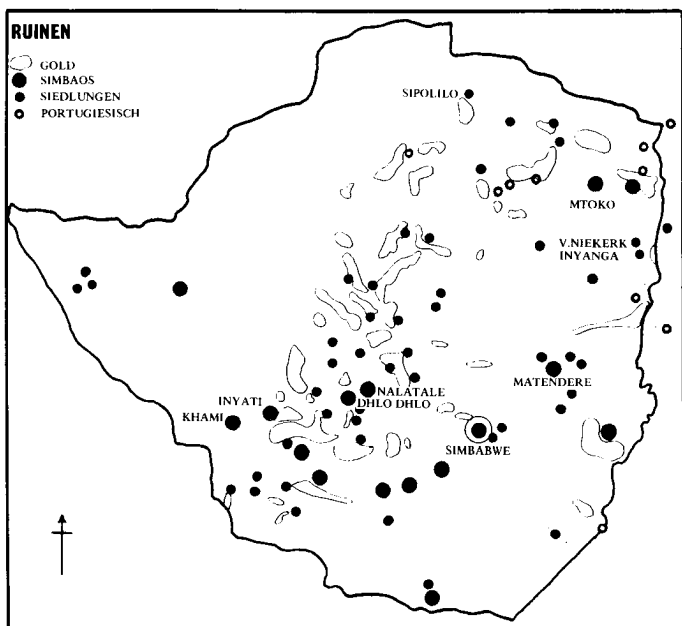 RUINEN
GOLD
SIMBAOS
SIEDLUNGEN
PORTUGIESISCH
SIPOLILO
MTOKO
V.NIEKERK
INYANGA
MATENDERE
NALATALE
DHLO DHLO
INYATI
KHAMI
SIMBABWE